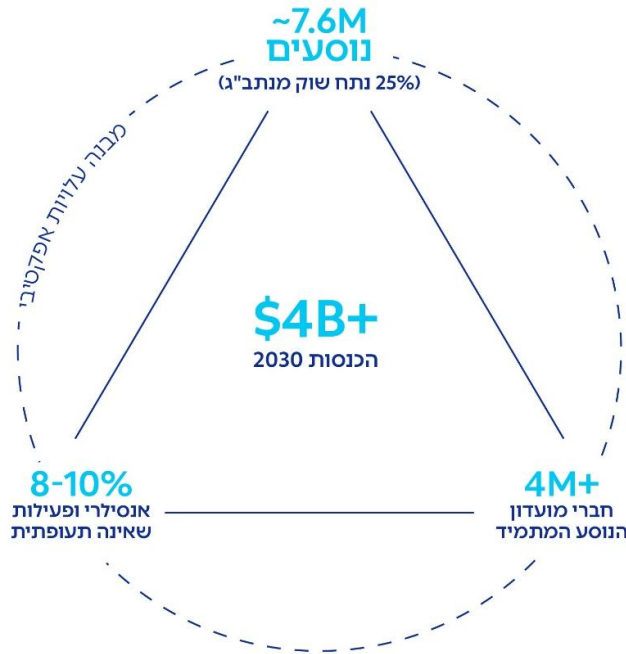 ~7.6M
נוסעים
(25% נתח שוק מנתב"ג)
מבנה עלויות אפקטיבי
$4B+
הכנסות 2030
4M+
חברי מועדון
הנוסע המתמיד
8-10%
אנסילרי ופעילות
שאינה תעופתית